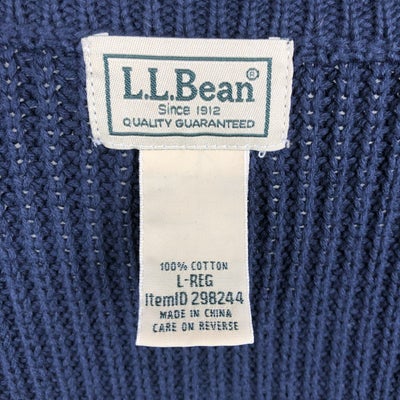 L.L.Bean®
Since 1912
QUALITY GUARANTEED
100% COTTON
L-REG
ItemID 298244
MADE IN CHINA
CARE ON REVERSE